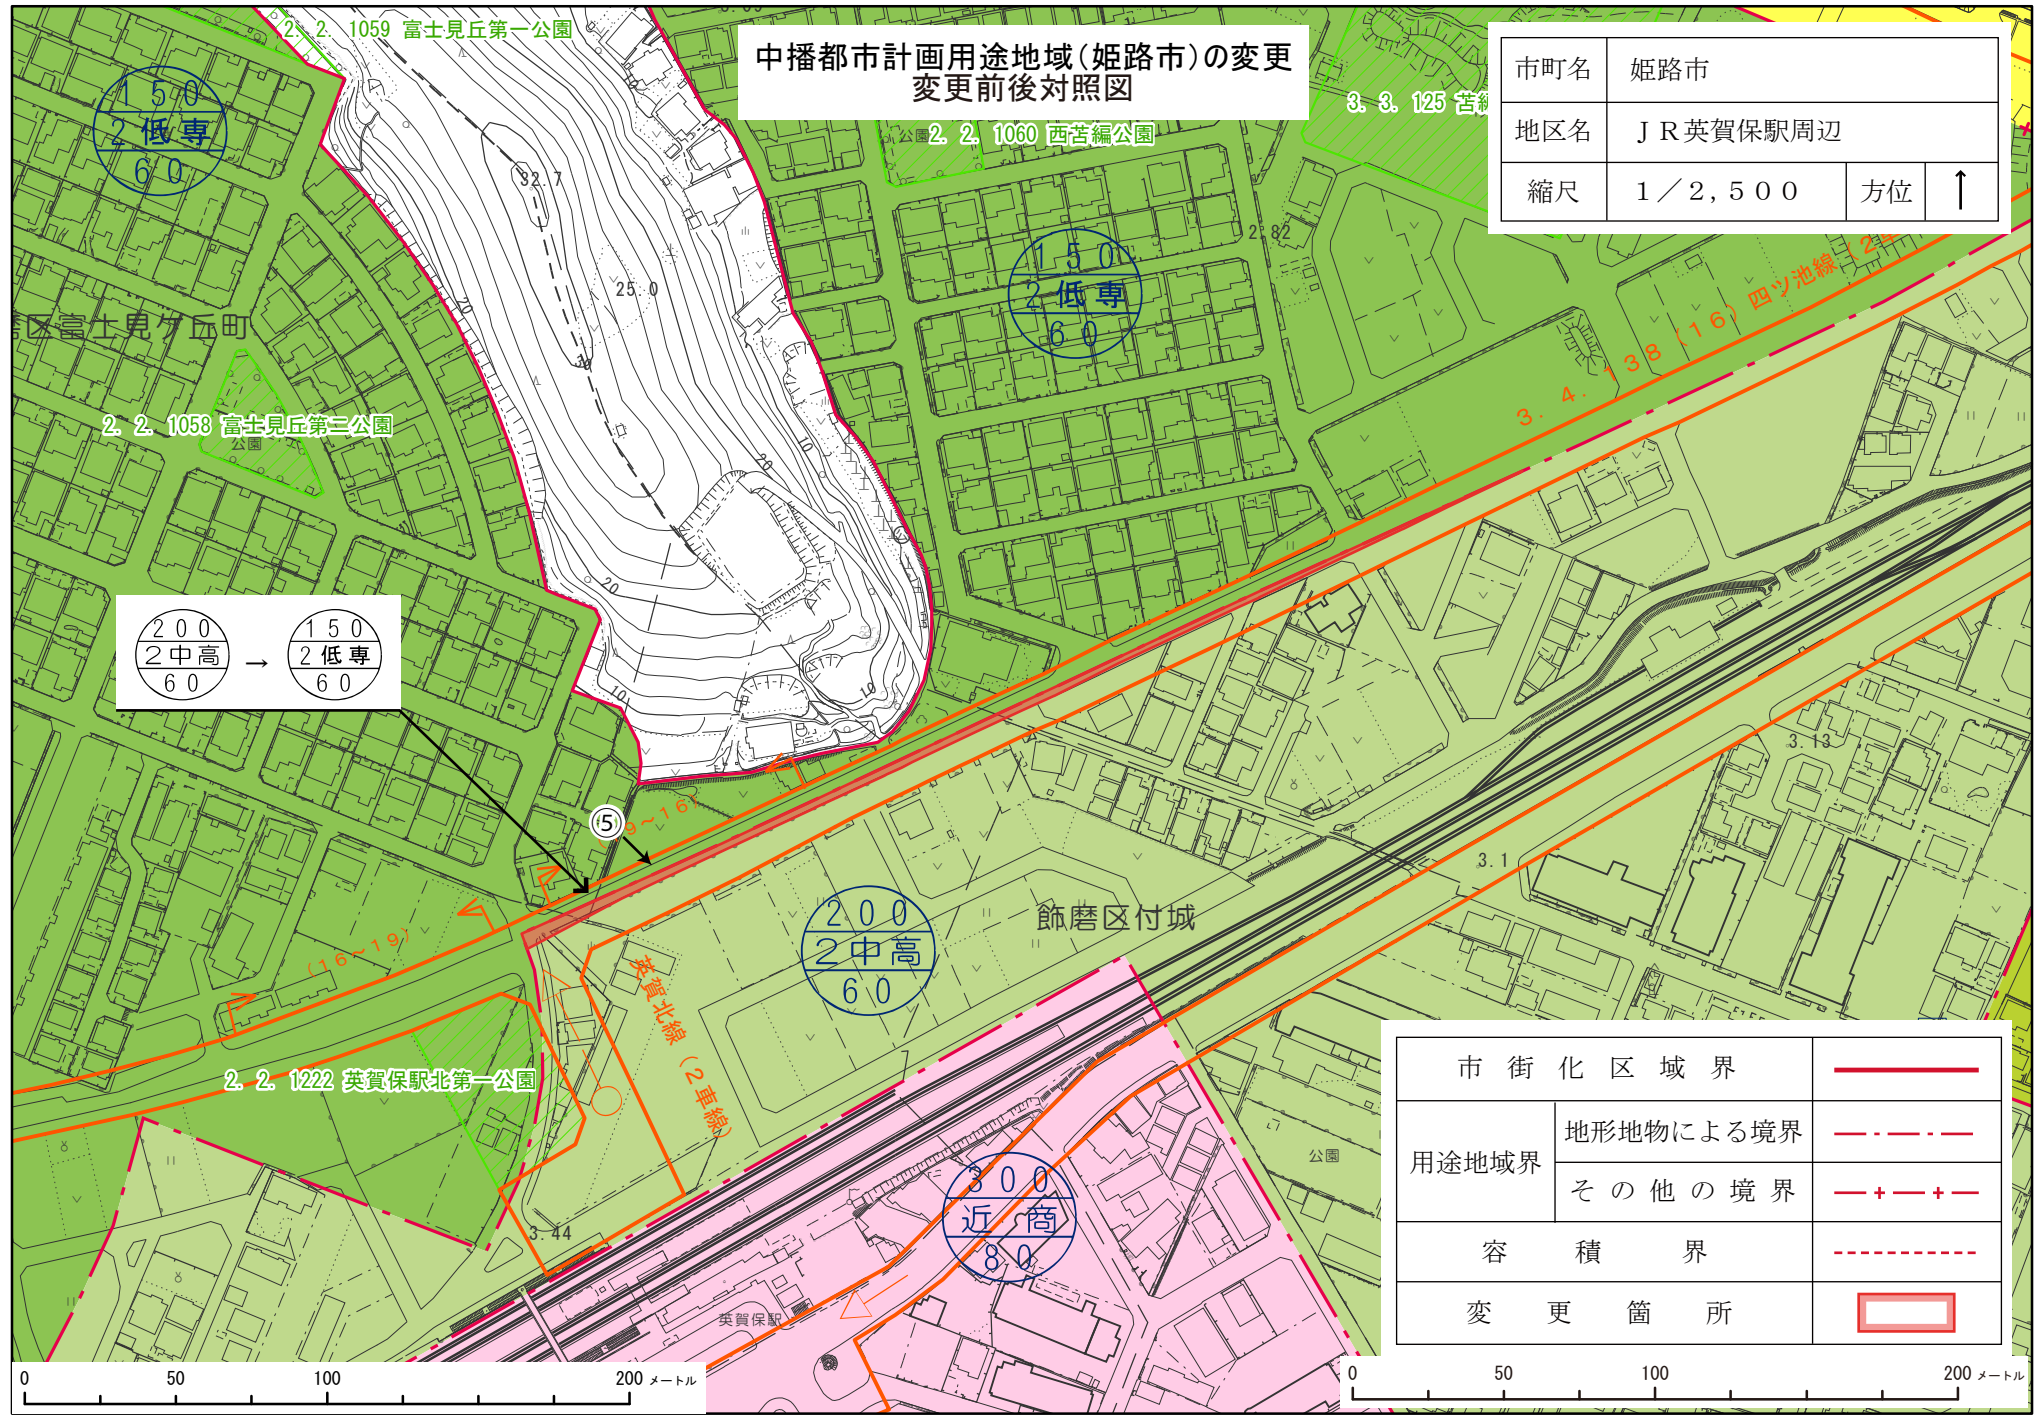 中播都市計画用途地域(姫路市)の変更
変更前後対照図
市町名 姫路市
地区名 ＪＲ英賀保駅周辺
縮尺 １／２,５００ 方位 ↑
2. 2. 1059 富士見丘第一公園
150
2低専
60
公園
2. 2. 1060 西苫編公園
3. 3. 125 苫編
32.7
2.82
150
2低専
60
25.0
20
区富士見ケ丘町
3. 4. 138 (16) 四ツ池線 (2車
2. 2. 1058 富士見丘第二公園
公園
10
20
20
200
2中高
60
→
150
2低専
60
10
10
3.13
⑤
9～16)
3.1
200
2中高
60
飾磨区付城
(16～19)
英賀北線 (2車線)
2. 2. 1222 英賀保駅北第一公園
公園
300
近商
80
3.44
英賀保駅
市街化区域界
用途地域界
地形地物による境界
その他の境界
容積界
変更箇所
0 50 100 200 メートル
0 50 100 200 メートル